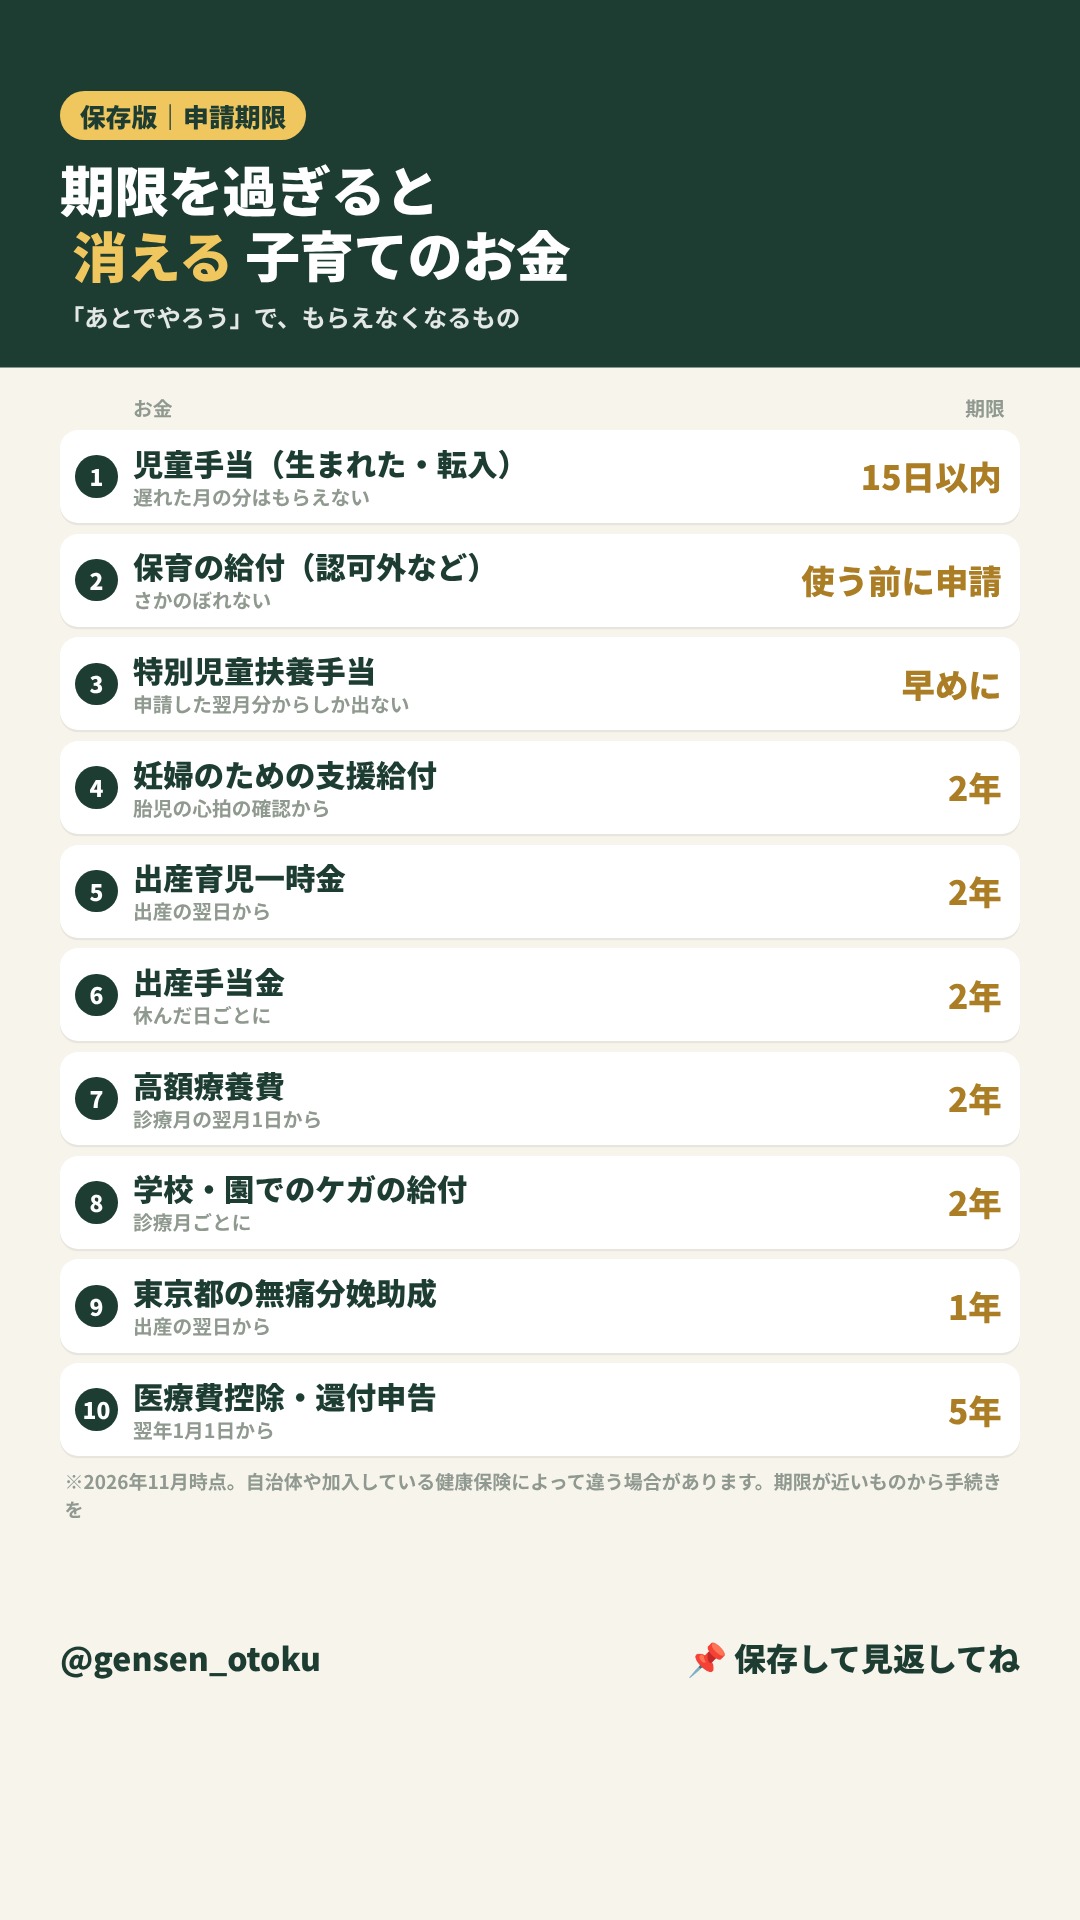 保存版｜申請期限
期限を過ぎると
消える 子育てのお金
「あとでやろう」で、もらえなくなるもの
お金 期限
1 児童手当（生まれた・転入） 15日以内
遅れた月の分はもらえない
2 保育の給付（認可外など） 使う前に申請
さかのぼれない
3 特別児童扶養手当 早めに
申請した翌月分からしか出ない
4 妊婦のための支援給付 2年
胎児の心拍の確認から
5 出産育児一時金 2年
出産の翌日から
6 出産手当金 2年
休んだ日ごとに
7 高額療養費 2年
診療月の翌月1日から
8 学校・園でのケガの給付 2年
診療月ごとに
9 東京都の無痛分娩助成 1年
出産の翌日から
10 医療費控除・還付申告 5年
翌年1月1日から
※2026年11月時点。自治体や加入している健康保険によって違う場合があります。期限が近いものから手続き
を
@gensen_otoku 📌 保存して見返してね